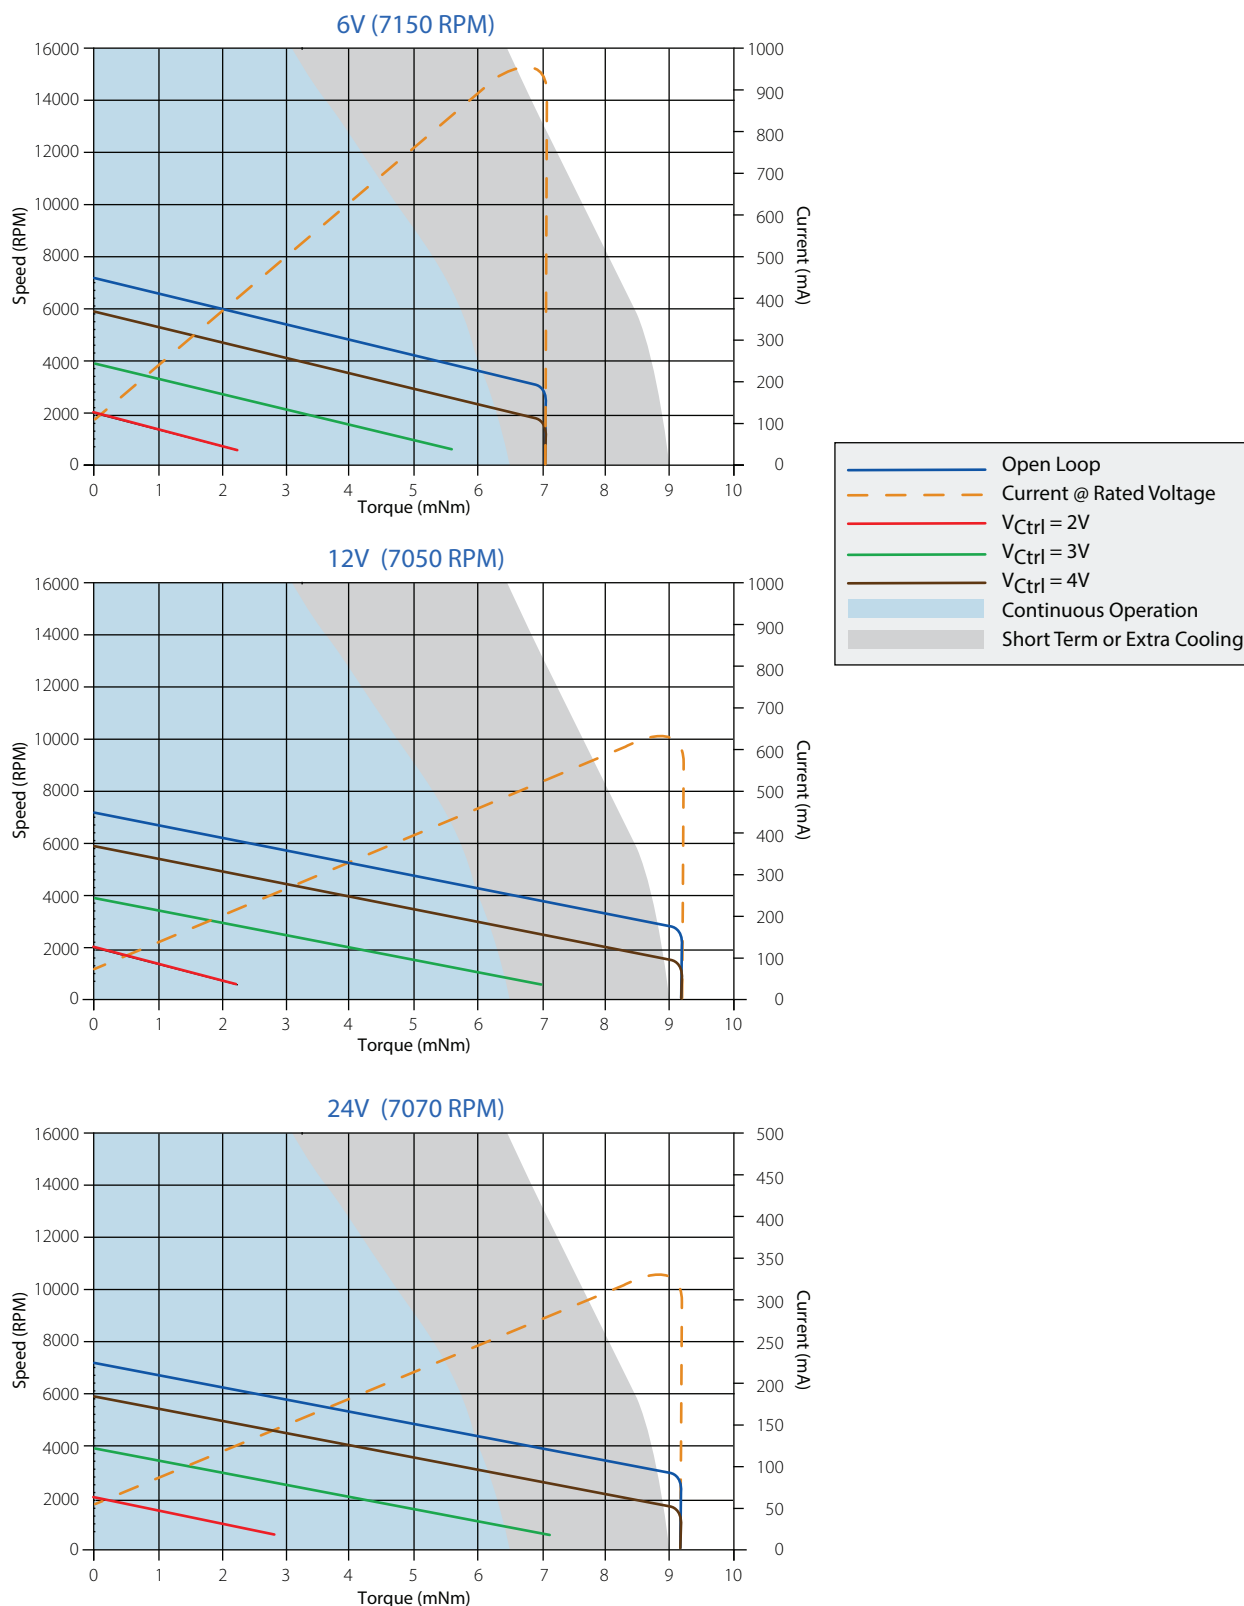 6V (7150 RPM)
16000
14000
12000
10000
8000
6000
4000
2000
0
Speed (RPM)
1000
900
800
700
600
500
400
300
200
100
0
Current (mA)
0 1 2 3 4 5 6 7 8 9 10
Torque (mNm)
Open Loop
Current @ Rated Voltage
VCtrl = 2V
VCtrl = 3V
VCtrl = 4V
Continuous Operation
Short Term or Extra Cooling
12V (7050 RPM)
16000
14000
12000
10000
8000
6000
4000
2000
0
Speed (RPM)
1000
900
800
700
600
500
400
300
200
100
0
Current (mA)
0 1 2 3 4 5 6 7 8 9 10
Torque (mNm)
24V (7070 RPM)
16000
14000
12000
10000
8000
6000
4000
2000
0
Speed (RPM)
500
450
400
350
300
250
200
150
100
50
0
Current (mA)
0 1 2 3 4 5 6 7 8 9 10
Torque (mNm)